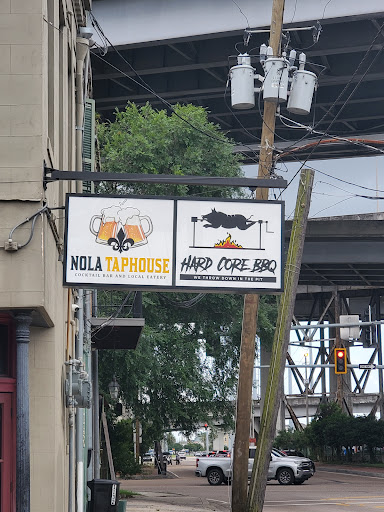 NOLA TAPHOUSE
COCKTAIL BAR AND LOCAL EATERY
HARD CORE BBQ
WE THROW DOWN IN THE PIT